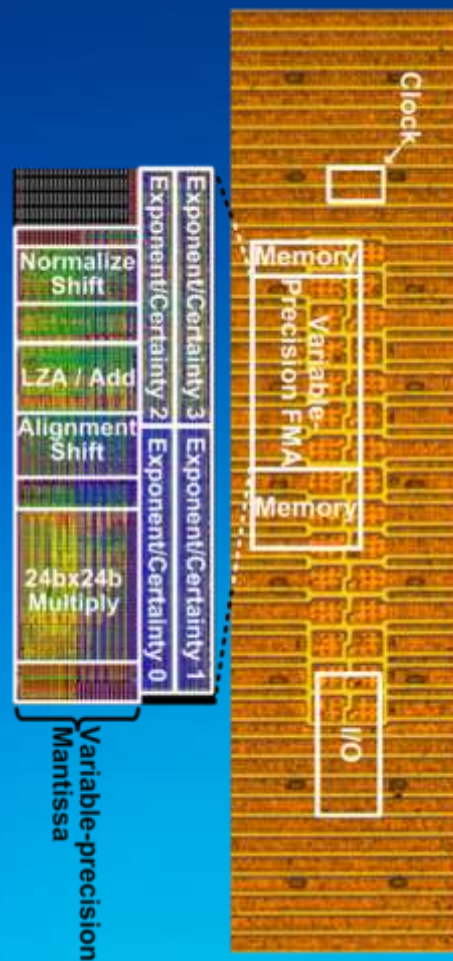 Clock
Memory
Variable-
Precision FMA
Memory
I/O
Exponent/Certainty 3
Exponent/Certainty 2
Exponent/Certainty 1
Exponent/Certainty 0
Normalize
Shift
LZA / Add
Alignment
Shift
24bx24b
Multiply
Variable-precision
Mantissa